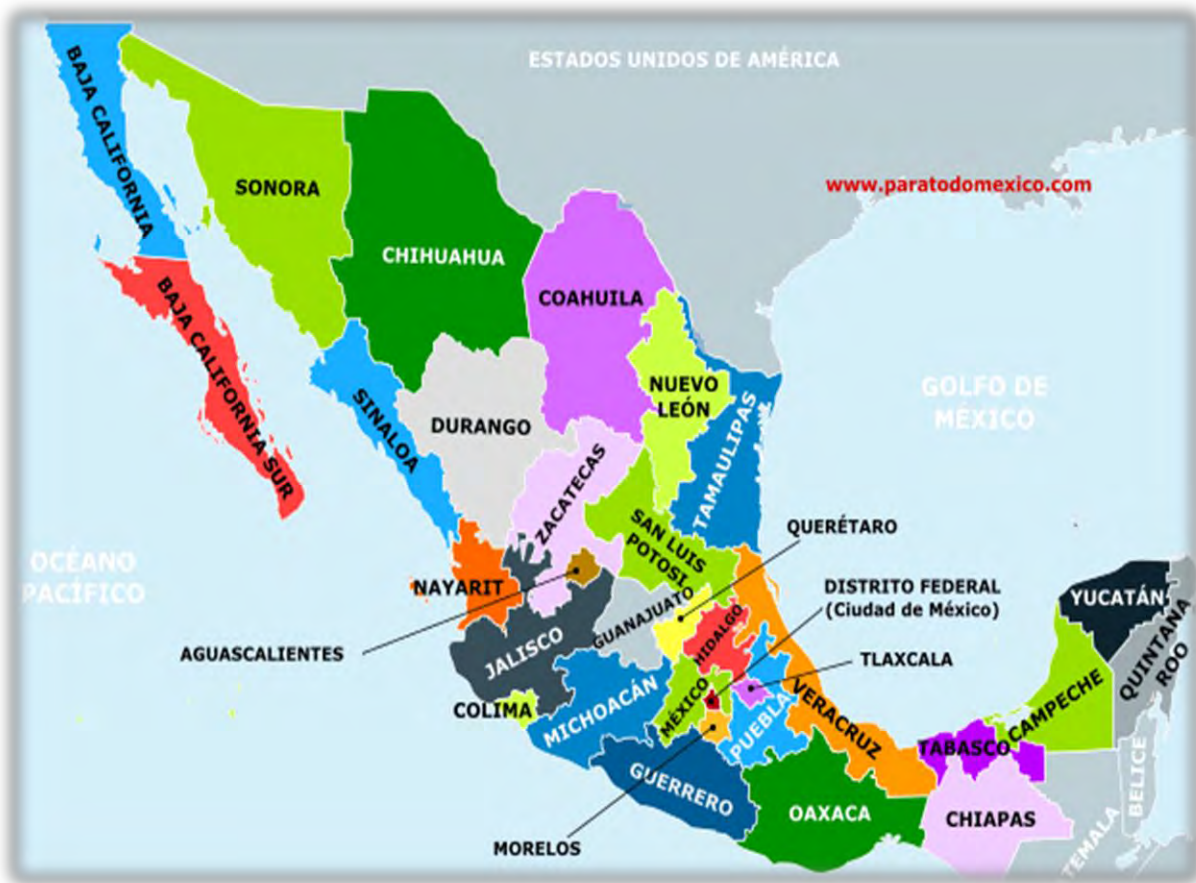 ESTADOS UNIDOS DE AMÉRICA
BAJA CALIFORNIA
SONORA
www.paratodomexico.com
CHIHUAHUA
COAHUILA
BAJA CALIFORNIA SUR
NUEVO
LEÓN
GOLFO DE
MÉXICO
SINALOA
DURANGO
TAMAULIPAS
ZACATECAS
SAN LUIS
POTOSI
QUERÉTARO
OCÉANO
PACÍFICO
NAYARIT
DISTRITO FEDERAL
(Ciudad de México)
YUCATÁN
GUANAJUATO
HIDALGO
QUINTANA
ROO
AGUASCALIENTES
JALISCO
TLAXCALA
COLIMA
MICHOACÁN
MÉXICO
PUEBLA
VERACRUZ
CAMPECHE
TABASCO
GUERRERO
OAXACA
CHIAPAS
BELICE
MORELOS
TEMALA